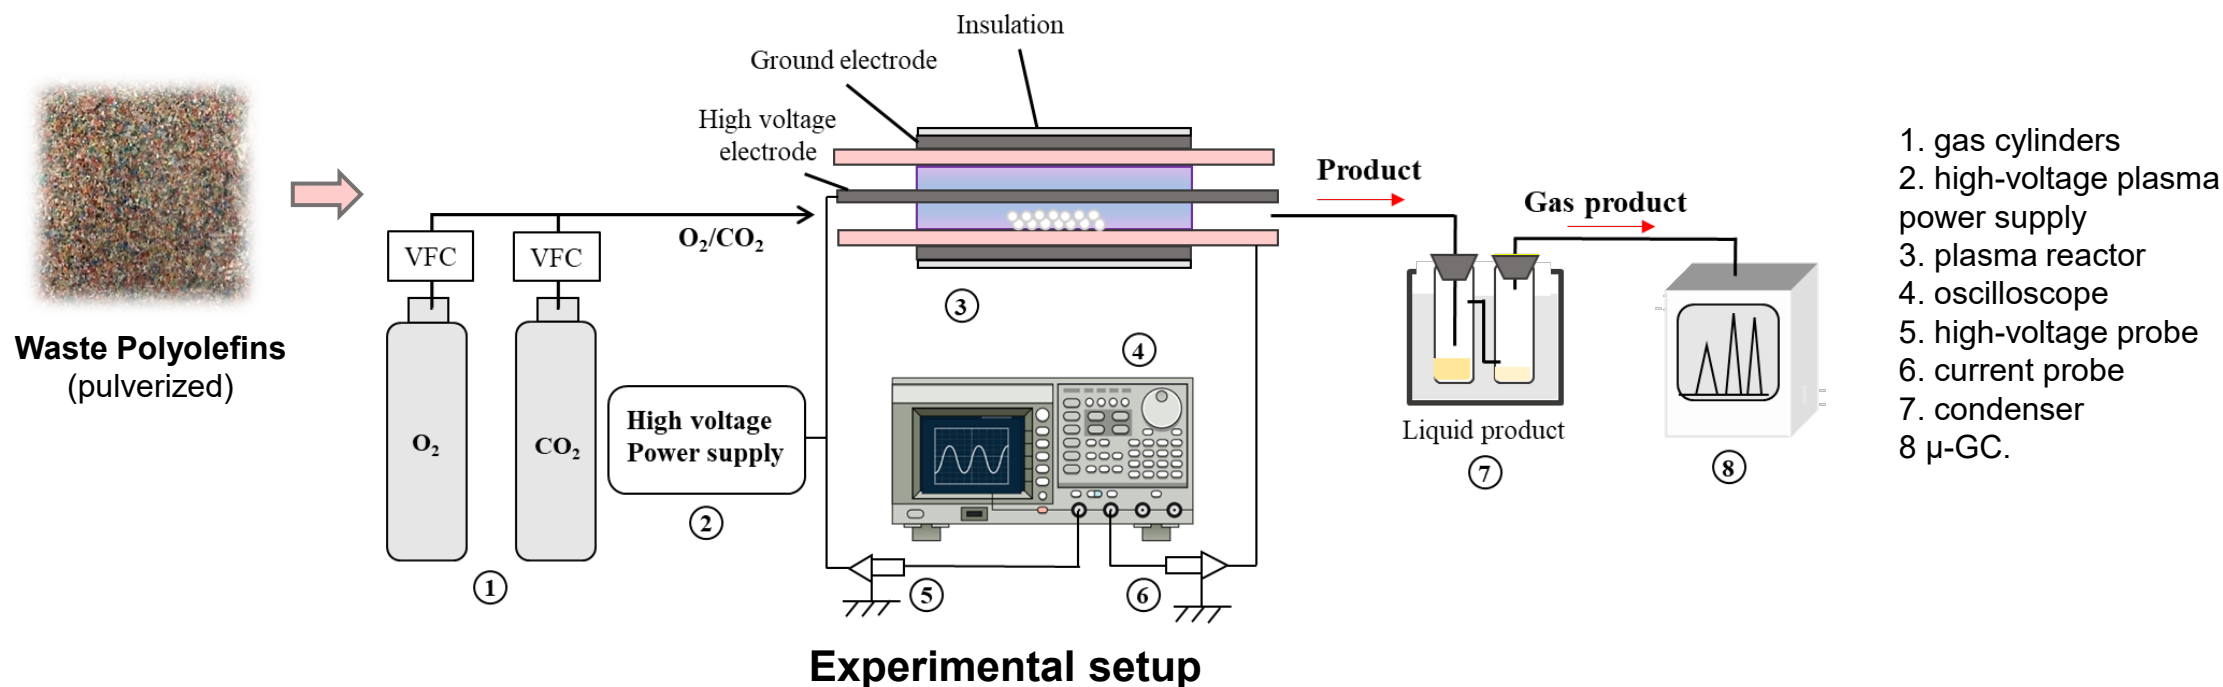 Insulation
Ground electrode
High voltage
electrode
Waste Polyolefins
(pulverized)
VFC
VFC
O₂/CO₂
O₂
CO₂
1
High voltage
Power supply
2
3
4
5
6
Product
Gas product
Liquid product
7
8
1. gas cylinders
2. high-voltage plasma
power supply
3. plasma reactor
4. oscilloscope
5. high-voltage probe
6. current probe
7. condenser
8 μ-GC.
Experimental setup